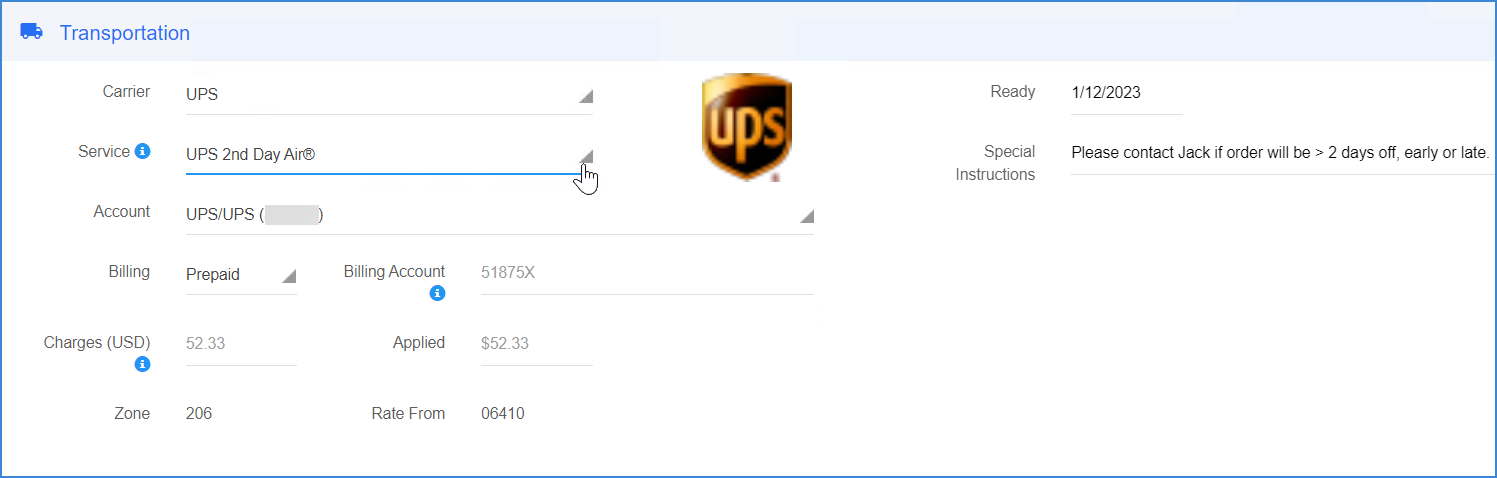 Transportation
Carrier UPS
ups
Ready 1/12/2023
Service UPS 2nd Day Air®
Special Instructions
Please contact Jack if order will be > 2 days off, early or late.
Account UPS/UPS ( )
Billing Prepaid
Billing Account 51875X
Charges (USD) 52.33
Applied $52.33
Zone 206
Rate From 06410